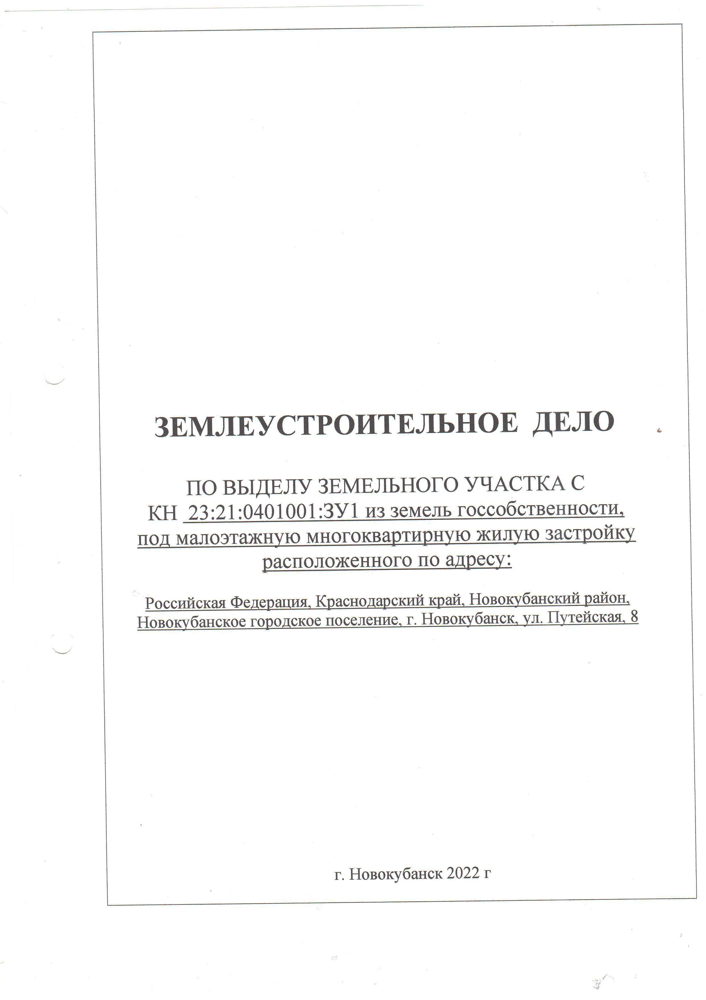 ЗЕМЛЕУСТРОИТЕЛЬНОЕ ДЕЛО
ПО ВЫДЕЛУ ЗЕМЕЛЬНОГО УЧАСТКА С
КН 23:21:0401001:ЗУ1 из земель госсобственности,
под малоэтажную многоквартирную жилую застройку
расположенного по адресу:
Российская Федерация, Краснодарский край, Новокубанский район,
Новокубанское городское поселение, г. Новокубанск, ул. Путейская, 8
г. Новокубанск 2022 г